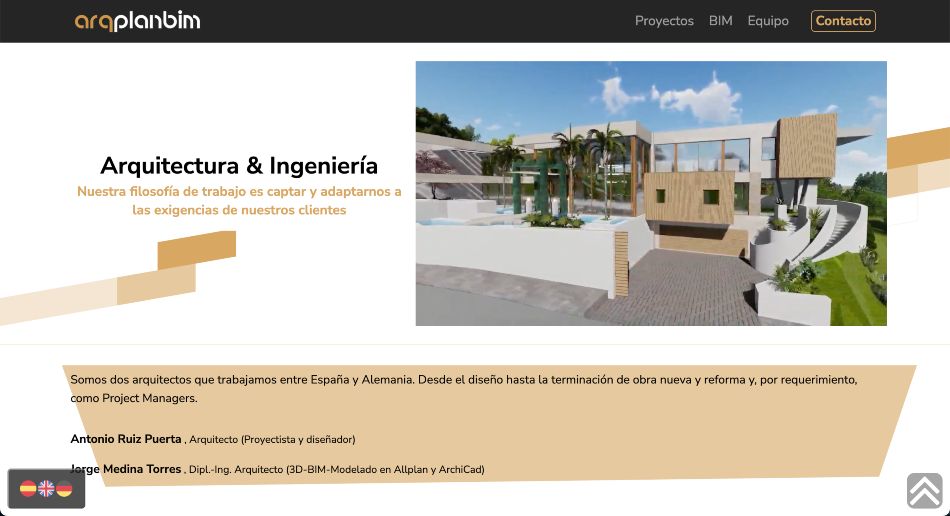 arqplanbim
Proyectos BIM Equipo Contacto
Arquitectura & Ingeniería
Nuestra filosofía de trabajo es captar y adaptarnos a
las exigencias de nuestros clientes
Somos dos arquitectos que trabajamos entre España y Alemania. Desde el diseño hasta la terminación de obra nueva y reforma y, por requerimiento,
como Project Managers.
Antonio Ruiz Puerta , Arquitecto (Proyectista y diseñador)
Jorge Medina Torres , Dipl.-Ing. Arquitecto (3D-BIM-Modelado en Allplan y ArchiCad)